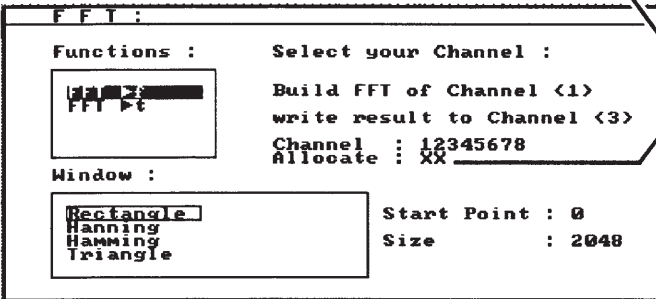 F F T :
Functions :
Select your Channel :
FFT ►f
FFT ►t
Build FFT of Channel <1>
write result to Channel <3>
Channel : 12345678
Allocate : XX
Window :
Rectangle
Hanning
Hamming
Triangle
Start Point : 0
Size : 2048